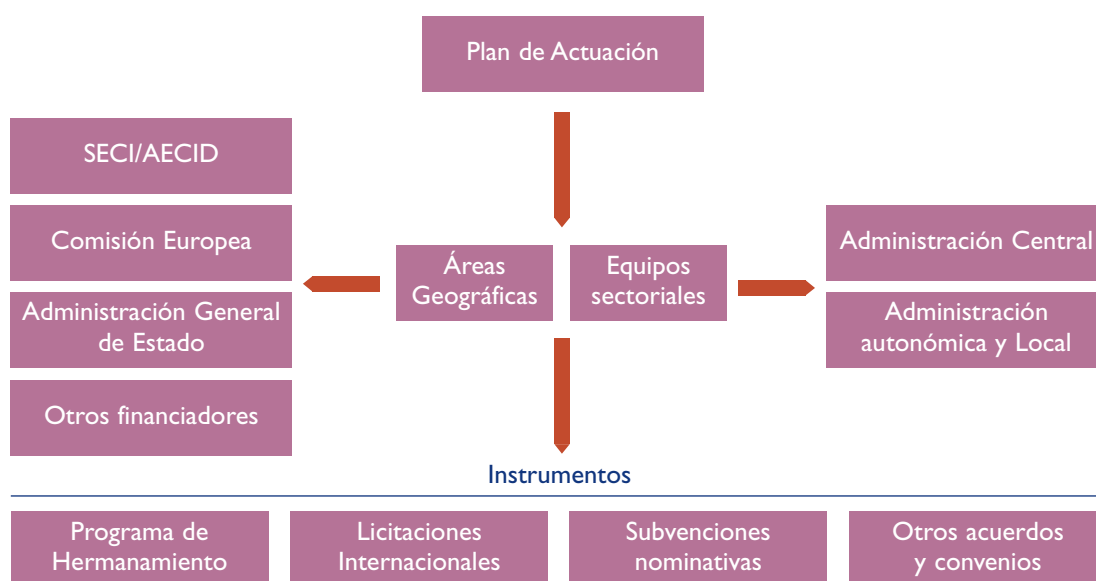 Plan de Actuación
SECI/AECID
Comisión Europea
Administración General
de Estado
Otros financiadores
Áreas
Geográficas
Equipos
sectoriales
Administración Central
Administración
autonómica y Local
Instrumentos
Programa de
Hermanamiento
Licitaciones
Internacionales
Subvenciones
nominativas
Otros acuerdos
y convenios